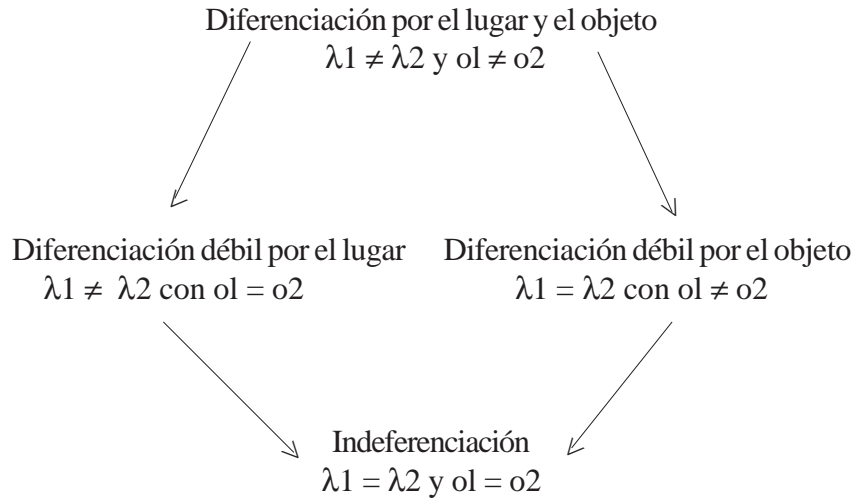 Diferenciación por el lugar y el objeto
λ1 ≠ λ2 y ol ≠ o2
Diferenciación débil por el lugar
λ1 ≠ λ2 con ol = o2
Diferenciación débil por el objeto
λ1 = λ2 con ol ≠ o2
Indeferenciación
λ1 = λ2 y ol = o2